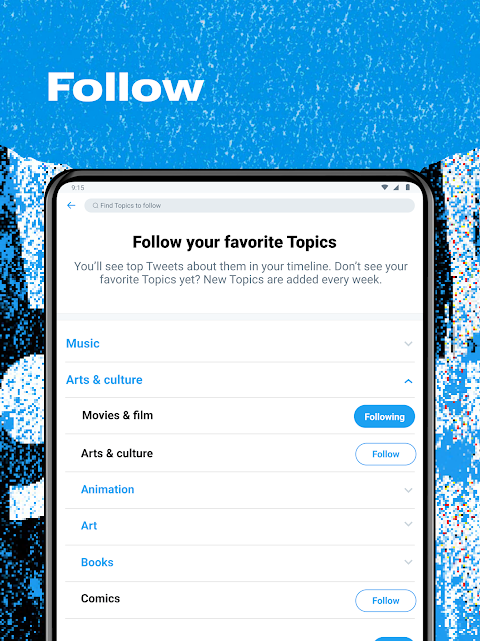 Follow
9:15
Find Topics to follow
Follow your favorite Topics
You'll see top Tweets about them in your timeline. Don't see your
favorite Topics yet? New Topics are added every week.
Music
Arts & culture
Movies & film
Following
Arts & culture
Follow
Animation
Art
Books
Comics
Follow